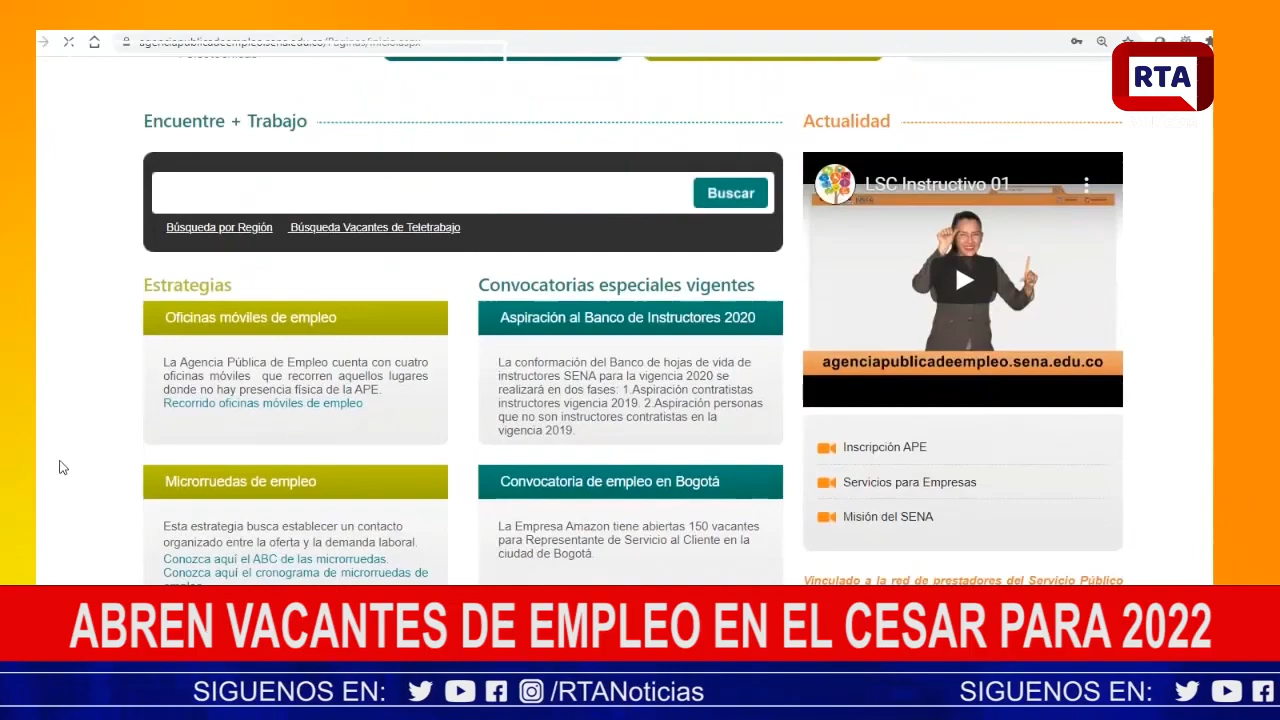 agenciapublicadeempleo.sena.edu.co/Paginas/Inicio.aspx
RTA
Encuentre + Trabajo
Actualidad
Buscar
Búsqueda por Región
Búsqueda Vacantes de Teletrabajo
LSC Instructivo 01
agenciapublicadeempleo.sena.edu.co
Estrategias
Oficinas móviles de empleo
La Agencia Pública de Empleo cuenta con cuatro
oficinas móviles que recorren aquellos lugares
donde no hay presencia física de la APE.
Recorrido oficinas móviles de empleo
Convocatorias especiales vigentes
Aspiración al Banco de Instructores 2020
La conformación del Banco de hojas de vida de
instructores SENA para la vigencia 2020 se
realizará en dos fases: 1.Aspiración contratistas
instructores vigencia 2019. 2.Aspiración personas
que no son instructores contratistas en la
vigencia 2019.
Inscripción APE
Servicios para Empresas
Misión del SENA
Microrruedas de empleo
Esta estrategia busca establecer un contacto
organizado entre la oferta y la demanda laboral.
Conozca aquí el ABC de las microrruedas.
Conozca aquí el cronograma de microrruedas de
Convocatoria de empleo en Bogotá
La Empresa Amazon tiene abiertas 150 vacantes
para Representante de Servicio al Cliente en la
ciudad de Bogotá.
Vinculado a la red de prestadores del Servicio Público
ABREN VACANTES DE EMPLEO EN EL CESAR PARA 2022
SIGUENOS EN: /RTANoticias SIGUENOS EN: